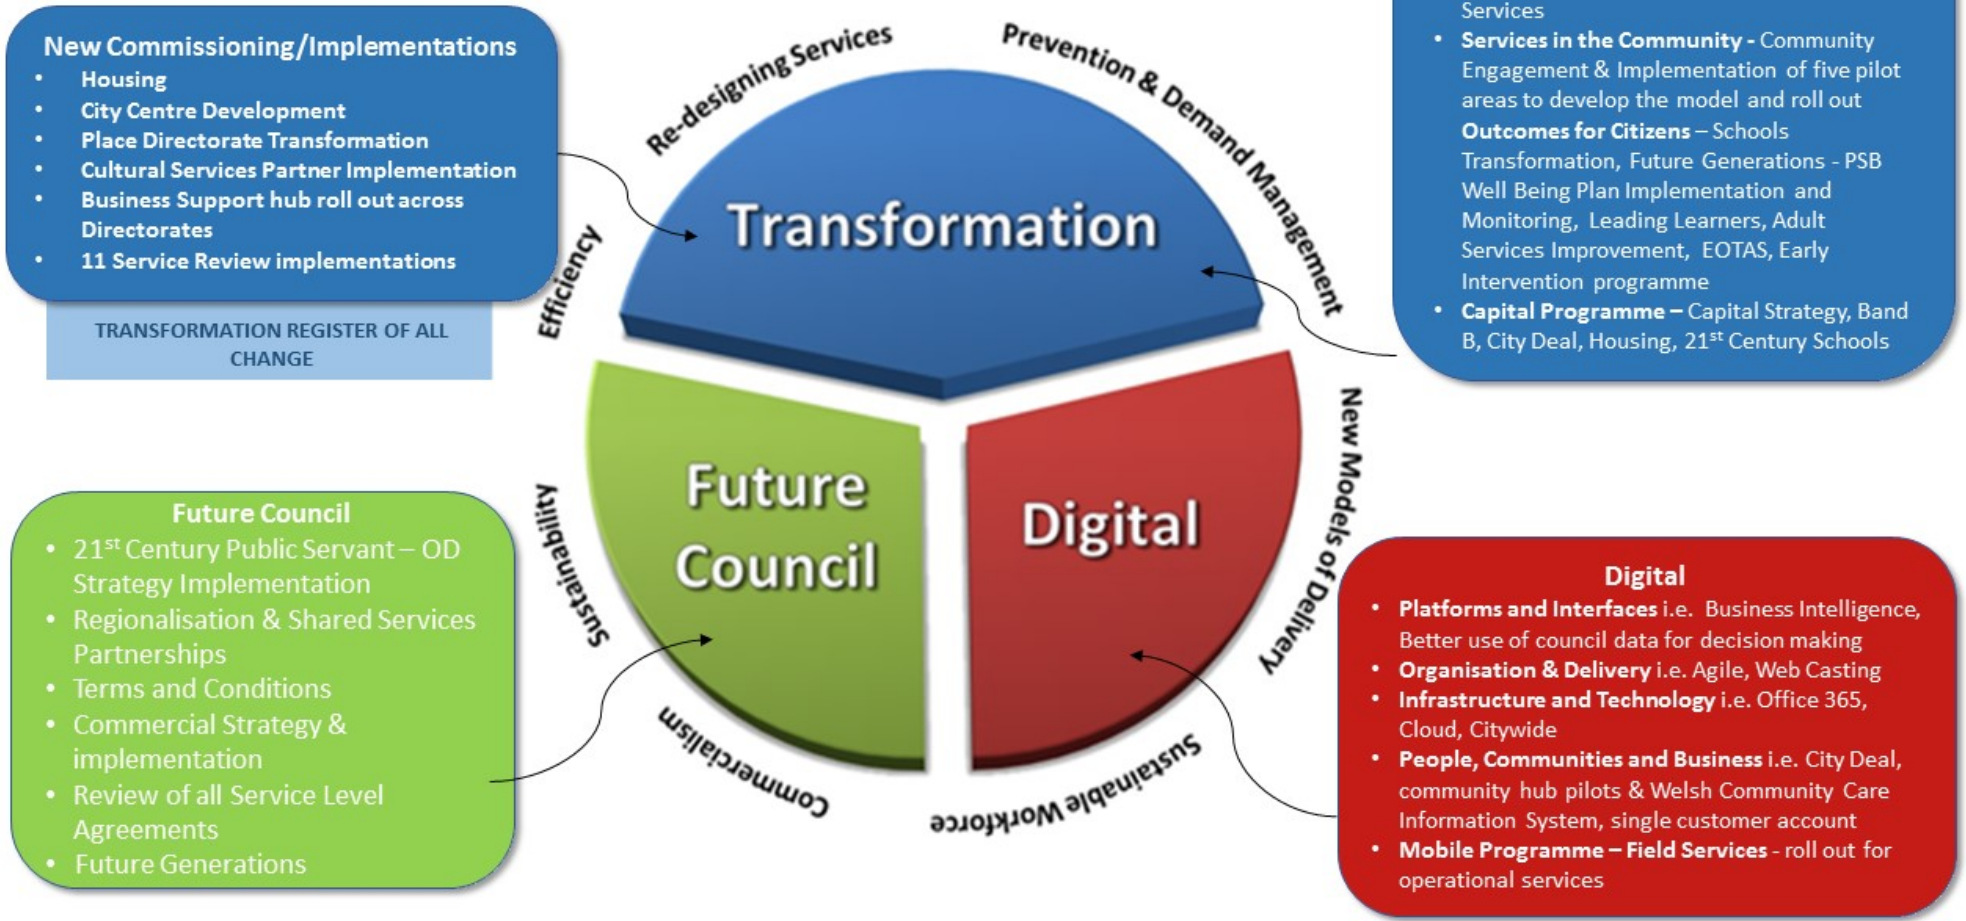 New Commissioning/Implementations
• Housing
• City Centre Development
• Place Directorate Transformation
• Cultural Services Partner Implementation
• Business Support hub roll out across
Directorates
• 11 Service Review implementations
TRANSFORMATION REGISTER OF ALL
CHANGE
Efficiency
Re-designing Services
Prevention & Demand Management
New Models of Delivery
Sustainable Workforce
Commercialism
Sustainability
Transformation
Future
Council
Digital
Services
• Services in the Community - Community
Engagement & Implementation of five pilot
areas to develop the model and roll out
Outcomes for Citizens – Schools
Transformation, Future Generations - PSB
Well Being Plan Implementation and
Monitoring, Leading Learners, Adult
Services Improvement, EOTAS, Early
Intervention programme
• Capital Programme – Capital Strategy, Band
B, City Deal, Housing, 21st Century Schools
Future Council
• 21st Century Public Servant – OD
Strategy Implementation
• Regionalisation & Shared Services
Partnerships
• Terms and Conditions
• Commercial Strategy &
implementation
• Review of all Service Level
Agreements
• Future Generations
Digital
• Platforms and Interfaces i.e. Business Intelligence,
Better use of council data for decision making
• Organisation & Delivery i.e. Agile, Web Casting
• Infrastructure and Technology i.e. Office 365,
Cloud, Citywide
• People, Communities and Business i.e. City Deal,
community hub pilots & Welsh Community Care
Information System, single customer account
• Mobile Programme – Field Services - roll out for
operational services